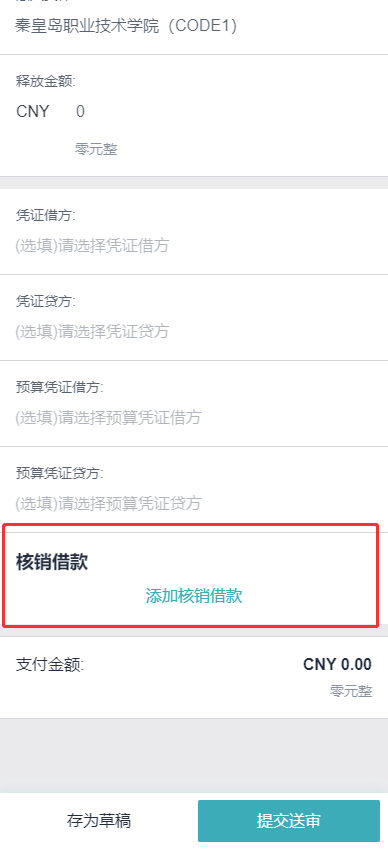 秦皇岛职业技术学院（CODE1）
释放金额:
CNY 0
零元整
凭证借方:
(选填)请选择凭证借方
凭证贷方:
(选填)请选择凭证贷方
预算凭证借方:
(选填)请选择预算凭证借方
预算凭证贷方:
(选填)请选择预算凭证贷方
核销借款
添加核销借款
支付金额: CNY 0.00
零元整
存为草稿 提交送审